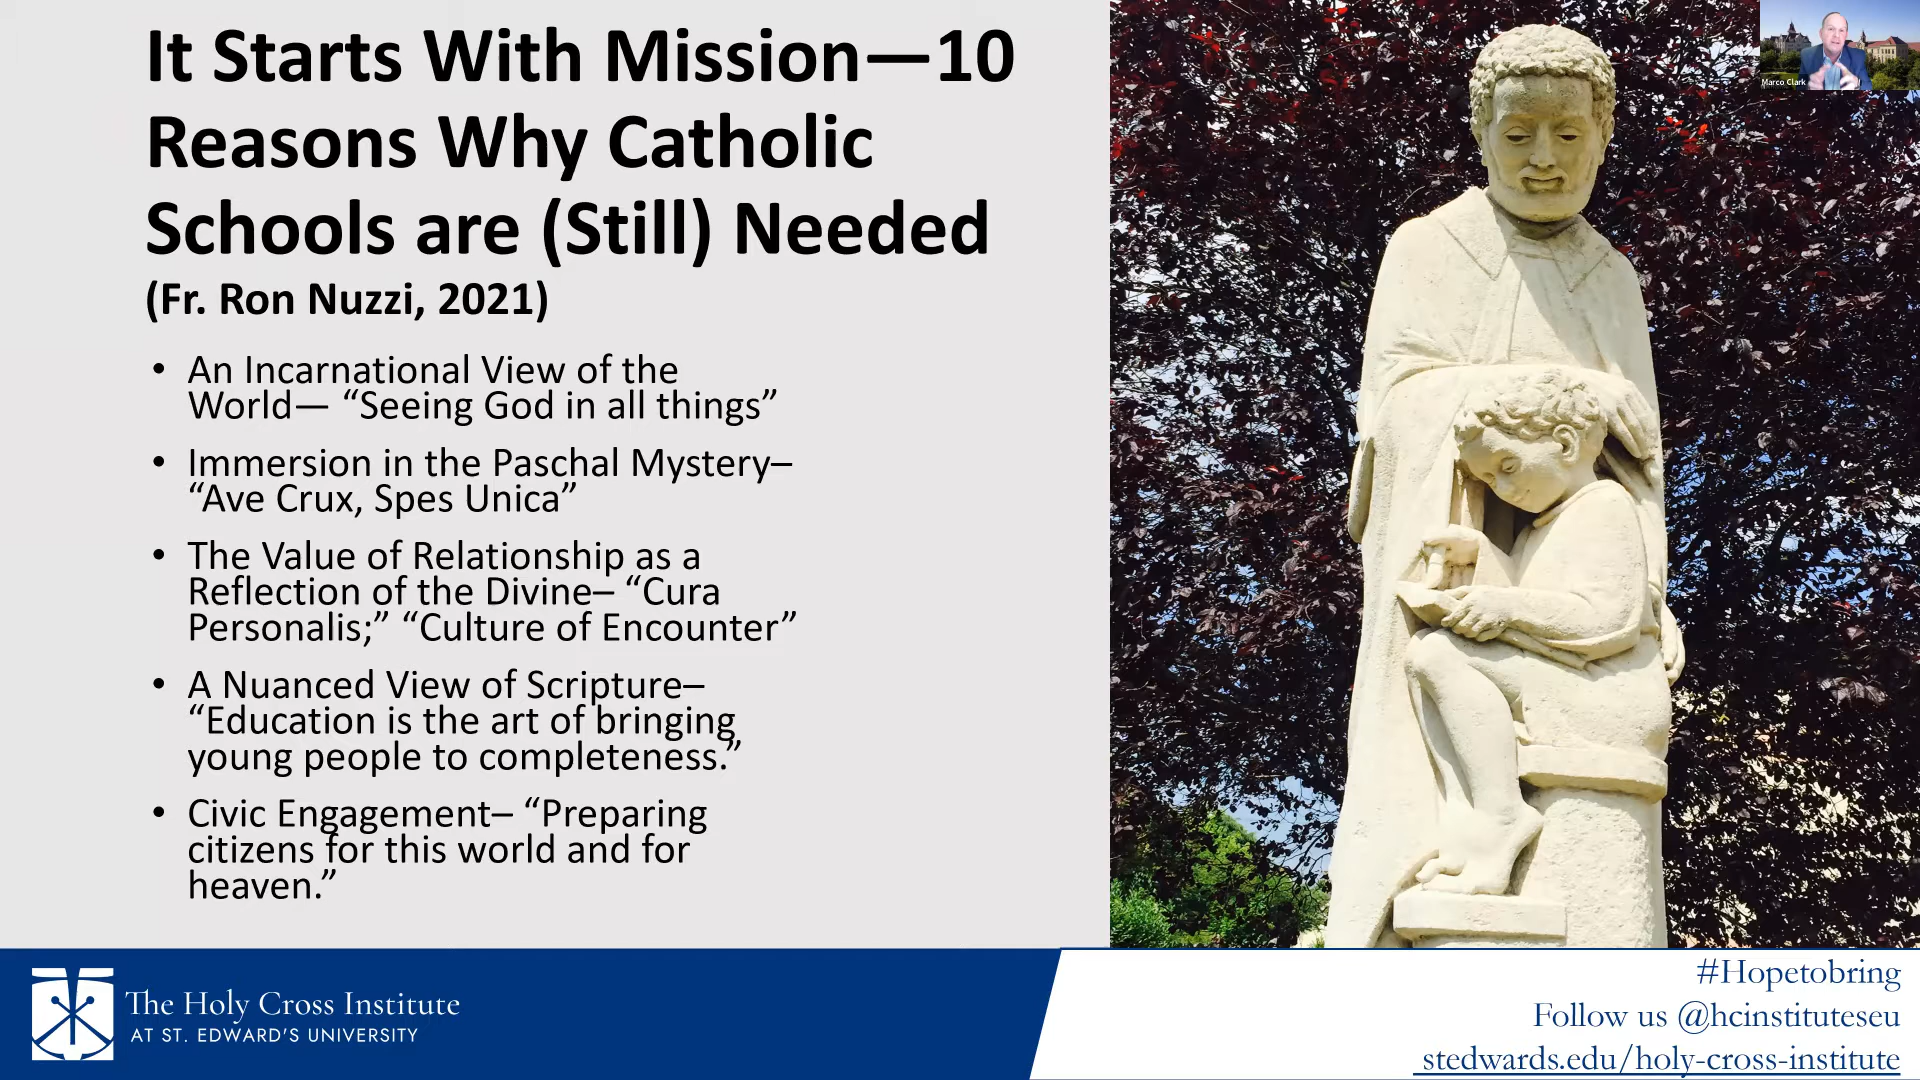 It Starts With Mission—10
Reasons Why Catholic
Schools are (Still) Needed
(Fr. Ron Nuzzi, 2021)
• An Incarnational View of the
World— “Seeing God in all things”
• Immersion in the Paschal Mystery–
“Ave Crux, Spes Unica”
• The Value of Relationship as a
Reflection of the Divine– “Cura
Personalis;” “Culture of Encounter”
• A Nuanced View of Scripture–
“Education is the art of bringing
young people to completeness.”
• Civic Engagement– “Preparing
citizens for this world and for
heaven.”
Marco Clark
The Holy Cross Institute
AT ST. EDWARD’S UNIVERSITY
#Hopetobring
Follow us @hcinstituteseu
stedwards.edu/holy-cross-institute